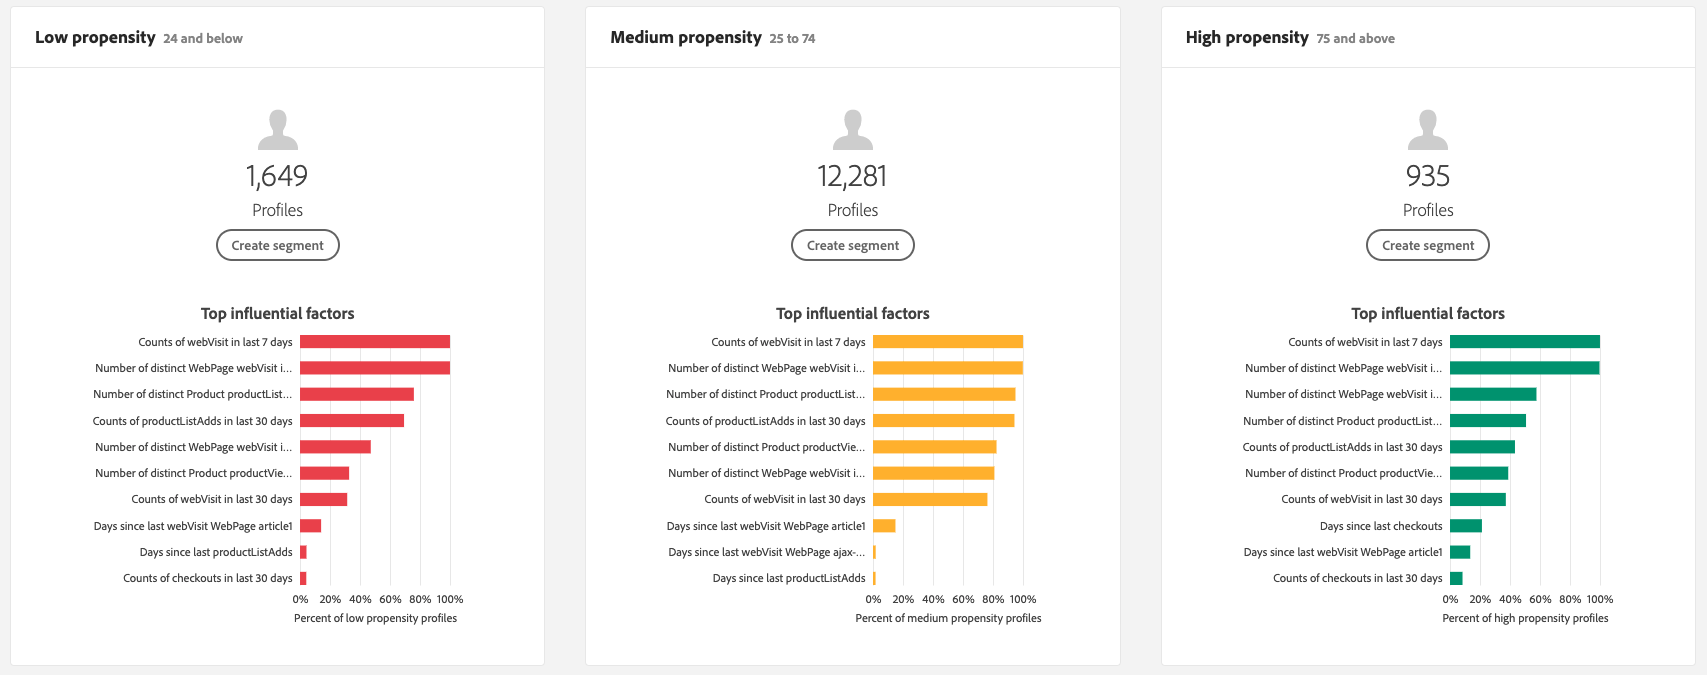 Low propensity 24 and below
1,649
Profiles
Create segment
Top influential factors
Counts of webVisit in last 7 days
Number of distinct WebPage webVisit i...
Number of distinct Product productList...
Counts of productListAdds in last 30 days
Number of distinct WebPage webVisit i...
Number of distinct Product productVie...
Counts of webVisit in last 30 days
Days since last webVisit WebPage article1
Days since last productListAdds
Counts of checkouts in last 30 days
0% 20% 40% 60% 80% 100%
Percent of low propensity profiles
Medium propensity 25 to 74
12,281
Profiles
Create segment
Top influential factors
Counts of webVisit in last 7 days
Number of distinct WebPage webVisit i...
Number of distinct Product productList...
Counts of productListAdds in last 30 days
Number of distinct Product productVie...
Number of distinct WebPage webVisit i...
Counts of webVisit in last 30 days
Days since last webVisit WebPage article1
Days since last webVisit WebPage ajax-...
Days since last productListAdds
0% 20% 40% 60% 80% 100%
Percent of medium propensity profiles
High propensity 75 and above
935
Profiles
Create segment
Top influential factors
Counts of webVisit in last 7 days
Number of distinct WebPage webVisit i...
Number of distinct WebPage webVisit i...
Number of distinct Product productList...
Counts of productListAdds in last 30 days
Number of distinct Product productVie...
Counts of webVisit in last 30 days
Days since last checkouts
Days since last webVisit WebPage article1
Counts of checkouts in last 30 days
0% 20% 40% 60% 80% 100%
Percent of high propensity profiles